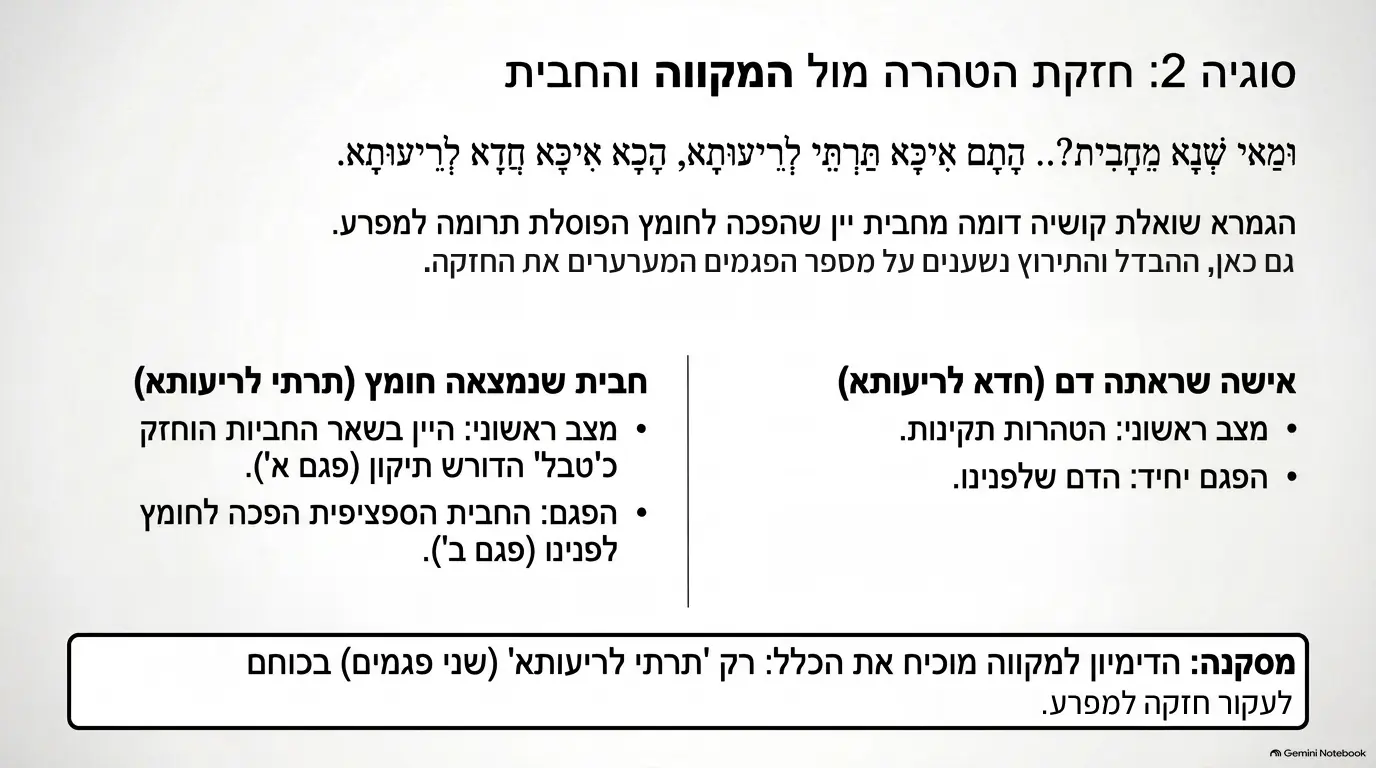 סוגיה 2: חזקת הטהרה מול המקווה והחבית
וּמַאי שְׁנָא מֵחָבִית?.. הָתָם אִיכָּא תַּרְתֵּי לְרֵיעוּתָא, הָכָא אִיכָּא חֲדָא לְרֵיעוּתָא.
הגמרא שואלת קושיה דומה מחבית יין שהפכה לחומץ הפוסלת תרומה למפרע.
גם כאן, ההבדל והתירוץ נשענים על מספר הפגמים המערערים את החזקה.
אישה שראתה דם (חדא לריעותא)
• מצב ראשוני: הטהרות תקינות.
• הפגם יחיד: הדם שלפנינו.
חבית שנמצאה חומץ (תרתי לריעותא)
• מצב ראשוני: היין בשאר החביות הוחזק
כ'טבל' הדורש תיקון (פגם א').
• הפגם: החבית הספציפית הפכה לחומץ
לפנינו (פגם ב').
מסקנה: הדימיון למקווה מוכיח את הכלל: רק 'תרתי לריעותא' (שני פגמים) בכוחם
לעקור חזקה למפרע.
Gemini Notebook